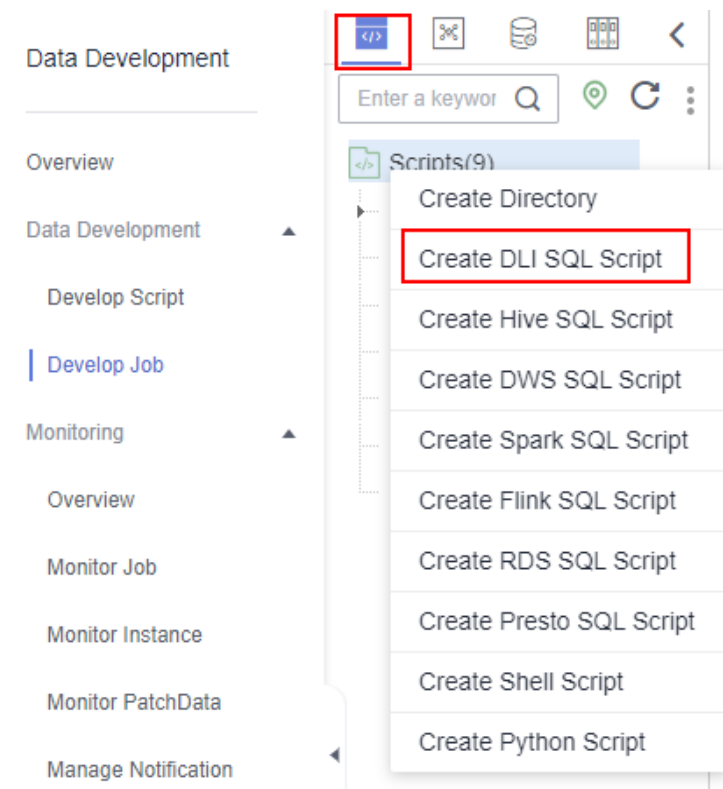 Data Development
Overview
Data Development
Develop Script
Develop Job
Monitoring
Overview
Monitor Job
Monitor Instance
Monitor PatchData
Manage Notification
</>
Enter a keywor
</> Scripts(9)
Create Directory
Create DLI SQL Script
Create Hive SQL Script
Create DWS SQL Script
Create Spark SQL Script
Create Flink SQL Script
Create RDS SQL Script
Create Presto SQL Script
Create Shell Script
Create Python Script